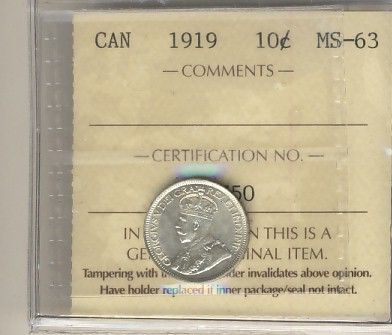 CAN 1919 10¢ MS-63
— COMMENTS —
— CERTIFICATION NO. —
50
IN N THIS IS A
GE INAL ITEM.
Tampering with der invalidates above opinion.
Have holder replaced if inner package/seal not intact.